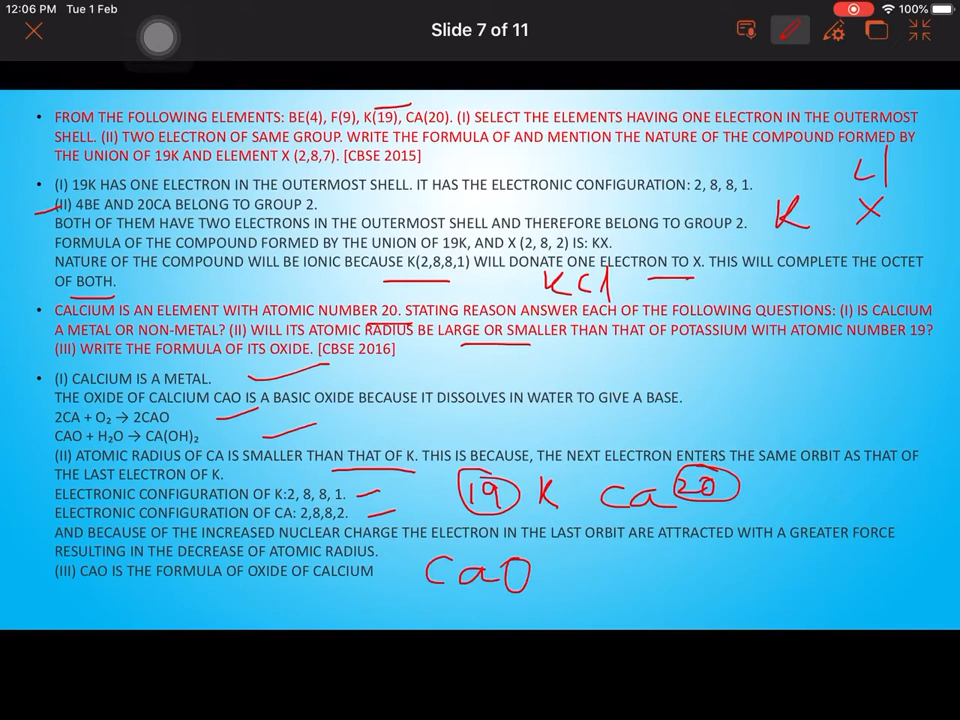 12:06 PM Tue 1 Feb
100%
Slide 7 of 11
• FROM THE FOLLOWING ELEMENTS: BE(4), F(9), K(19), CA(20). (I) SELECT THE ELEMENTS HAVING ONE ELECTRON IN THE OUTERMOST
SHELL. (II) TWO ELECTRON OF SAME GROUP. WRITE THE FORMULA OF AND MENTION THE NATURE OF THE COMPOUND FORMED BY
THE UNION OF 19K AND ELEMENT X (2,8,7). [CBSE 2015]
Cl
• (I) 19K HAS ONE ELECTRON IN THE OUTERMOST SHELL. IT HAS THE ELECTRONIC CONFIGURATION: 2, 8, 8, 1.
(II) 4BE AND 20CA BELONG TO GROUP 2.
K X
BOTH OF THEM HAVE TWO ELECTRONS IN THE OUTERMOST SHELL AND THEREFORE BELONG TO GROUP 2.
FORMULA OF THE COMPOUND FORMED BY THE UNION OF 19K, AND X (2, 8, 2) IS: KX.
NATURE OF THE COMPOUND WILL BE IONIC BECAUSE K(2,8,8,1) WILL DONATE ONE ELECTRON TO X. THIS WILL COMPLETE THE OCTET
OF BOTH.
KCl
• CALCIUM IS AN ELEMENT WITH ATOMIC NUMBER 20. STATING REASON ANSWER EACH OF THE FOLLOWING QUESTIONS: (I) IS CALCIUM
A METAL OR NON-METAL? (II) WILL ITS ATOMIC RADIUS BE LARGE OR SMALLER THAN THAT OF POTASSIUM WITH ATOMIC NUMBER 19?
(III) WRITE THE FORMULA OF ITS OXIDE. [CBSE 2016]
• (I) CALCIUM IS A METAL.
THE OXIDE OF CALCIUM CAO IS A BASIC OXIDE BECAUSE IT DISSOLVES IN WATER TO GIVE A BASE.
2CA + O₂ → 2CAO
CAO + H₂O → CA(OH)₂
(II) ATOMIC RADIUS OF CA IS SMALLER THAN THAT OF K. THIS IS BECAUSE, THE NEXT ELECTRON ENTERS THE SAME ORBIT AS THAT OF
THE LAST ELECTRON OF K.
ELECTRONIC CONFIGURATION OF K:2, 8, 8, 1.
19 K Ca 20
ELECTRONIC CONFIGURATION OF CA: 2,8,8,2.
AND BECAUSE OF THE INCREASED NUCLEAR CHARGE THE ELECTRON IN THE LAST ORBIT ARE ATTRACTED WITH A GREATER FORCE
RESULTING IN THE DECREASE OF ATOMIC RADIUS.
(III) CAO IS THE FORMULA OF OXIDE OF CALCIUM
CaO